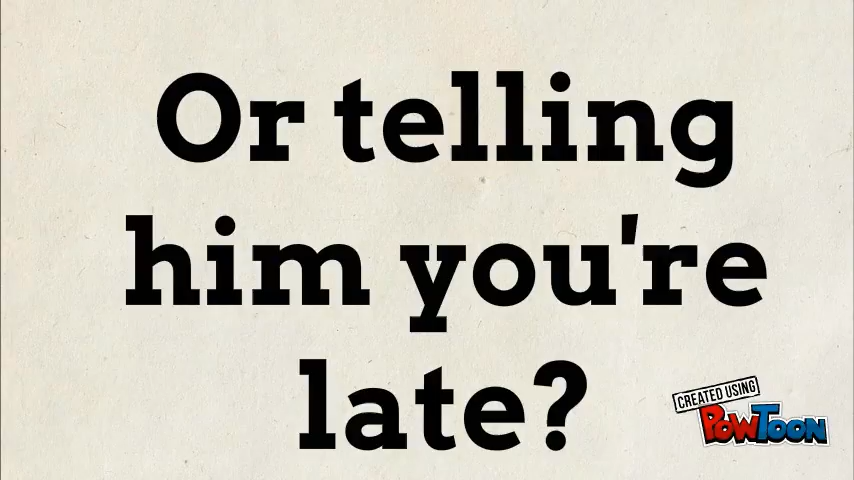 Or telling
him you're
late?
CREATED USING
POWTOON